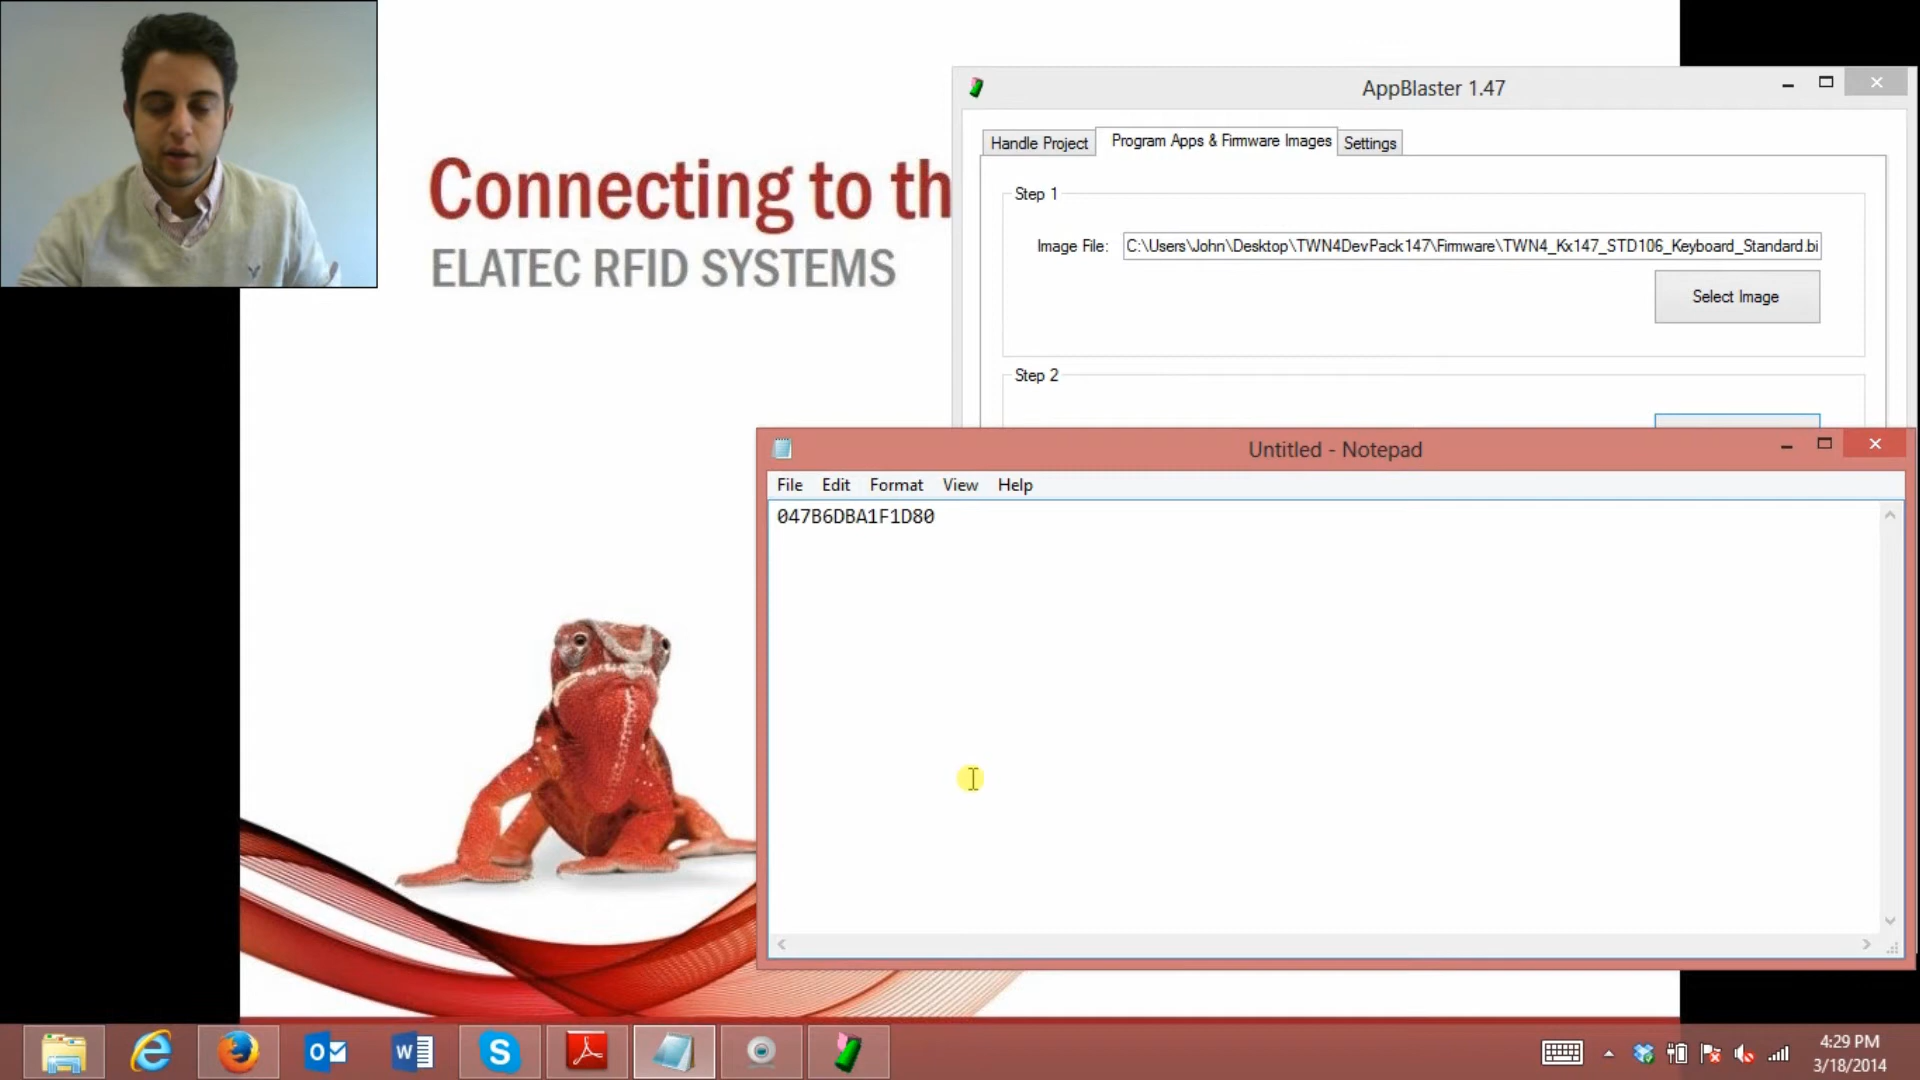 Connecting to th
ELATEC RFID SYSTEMS
AppBlaster 1.47
Handle Project
Program Apps & Firmware Images
Settings
Step 1
Image File:
C:\Users\John\Desktop\TWN4DevPack147\Firmware\TWN4_Kx147_STD106_Keyboard_Standard.bi
Select Image
Step 2
Untitled - Notepad
File Edit Format View Help
047B6DBA1F1D80
4:29 PM
3/18/2014